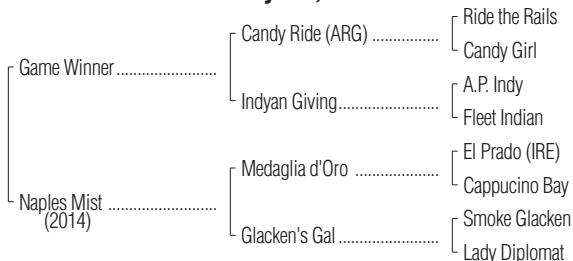 Ride the Rails
Candy Ride (ARG) ................
Candy Girl
Game Winner ........................
A.P. Indy
Indyan Giving ........................
Fleet Indian
El Prado (IRE)
Medaglia d'Oro ....................
Cappucino Bay
Naples Mist ..........................
(2014)
Smoke Glacken
Glacken's Gal ........................
Lady Diplomat